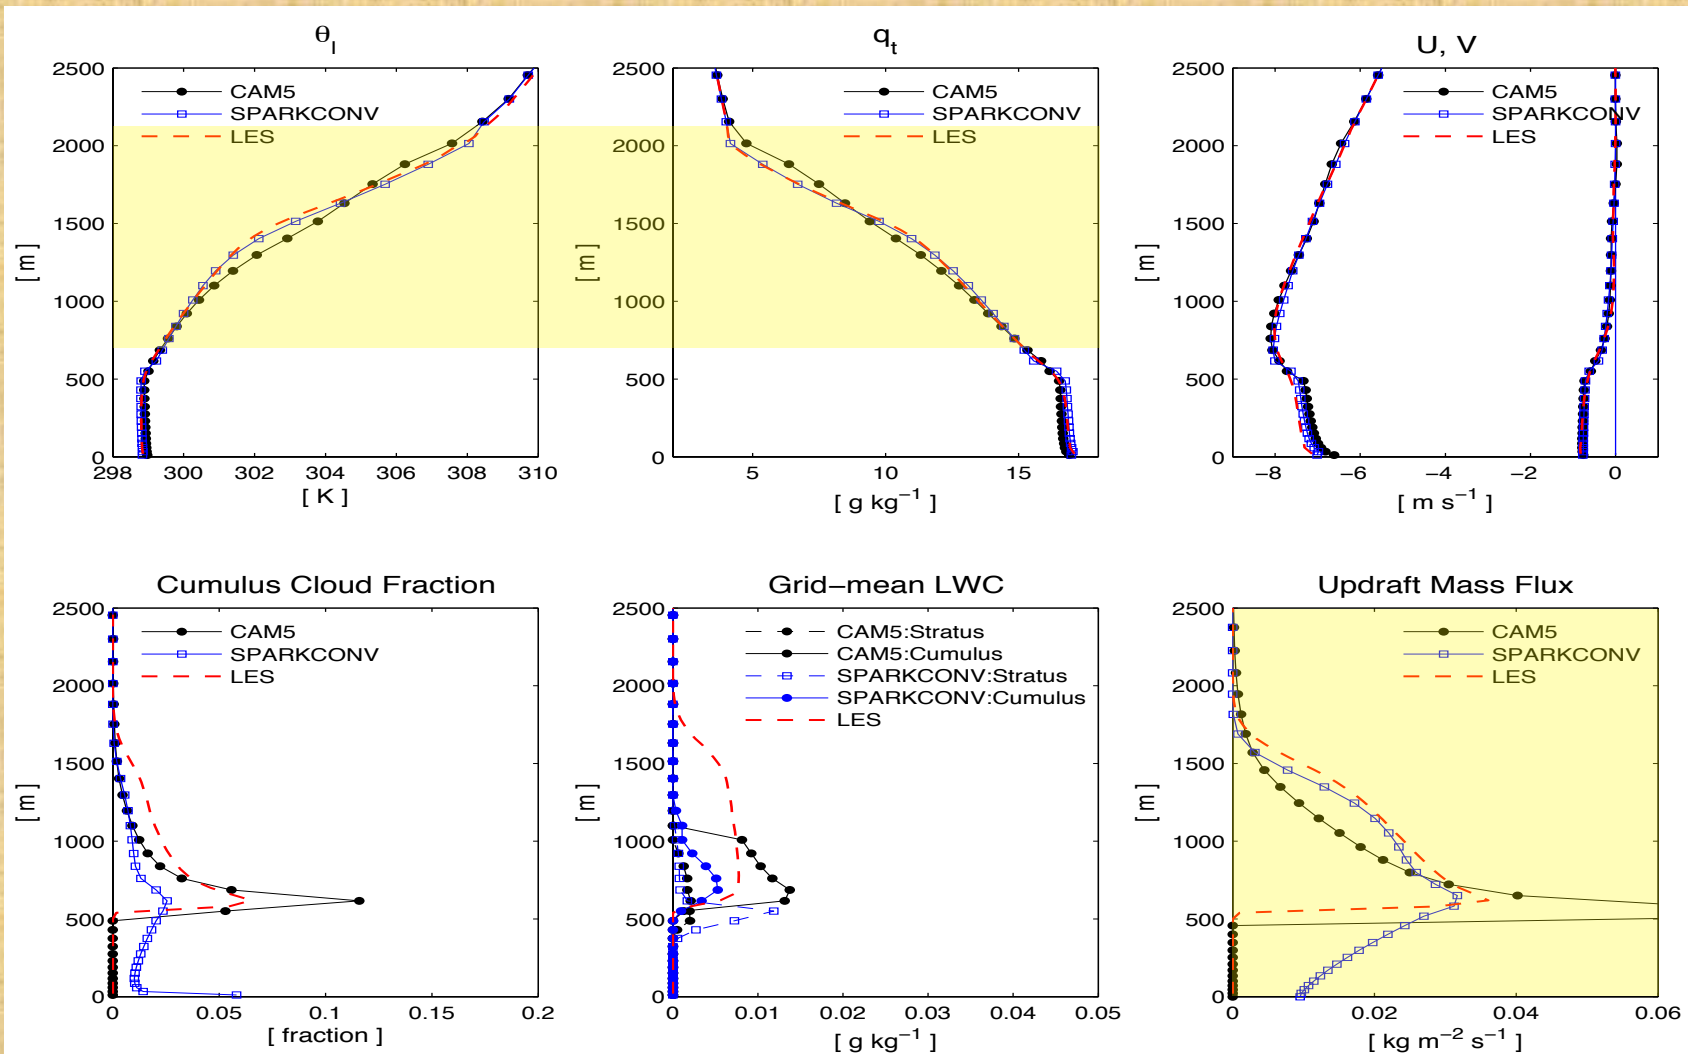 θl
2500
2000
1500
1000
500
0
[ m ]
CAM5
SPARKCONV
LES
298
300
302
304
306
308
310
[ K ]
qt
2500
2000
1500
1000
500
0
[ m ]
CAM5
SPARKCONV
LES
5
10
15
[ g kg⁻¹ ]
U, V
2500
2000
1500
1000
500
0
[ m ]
CAM5
SPARKCONV
LES
−8
−6
−4
−2
0
[ m s⁻¹ ]
Cumulus Cloud Fraction
2500
2000
1500
1000
500
0
[ m ]
CAM5
SPARKCONV
LES
0
0.05
0.1
0.15
0.2
[ fraction ]
Grid−mean LWC
2500
2000
1500
1000
500
0
[ m ]
CAM5:Stratus
CAM5:Cumulus
SPARKCONV:Stratus
SPARKCONV:Cumulus
LES
0
0.01
0.02
0.03
0.04
0.05
[ g kg⁻¹ ]
Updraft Mass Flux
2500
2000
1500
1000
500
0
[ m ]
CAM5
SPARKCONV
LES
0
0.02
0.04
0.06
[ kg m⁻² s⁻¹ ]